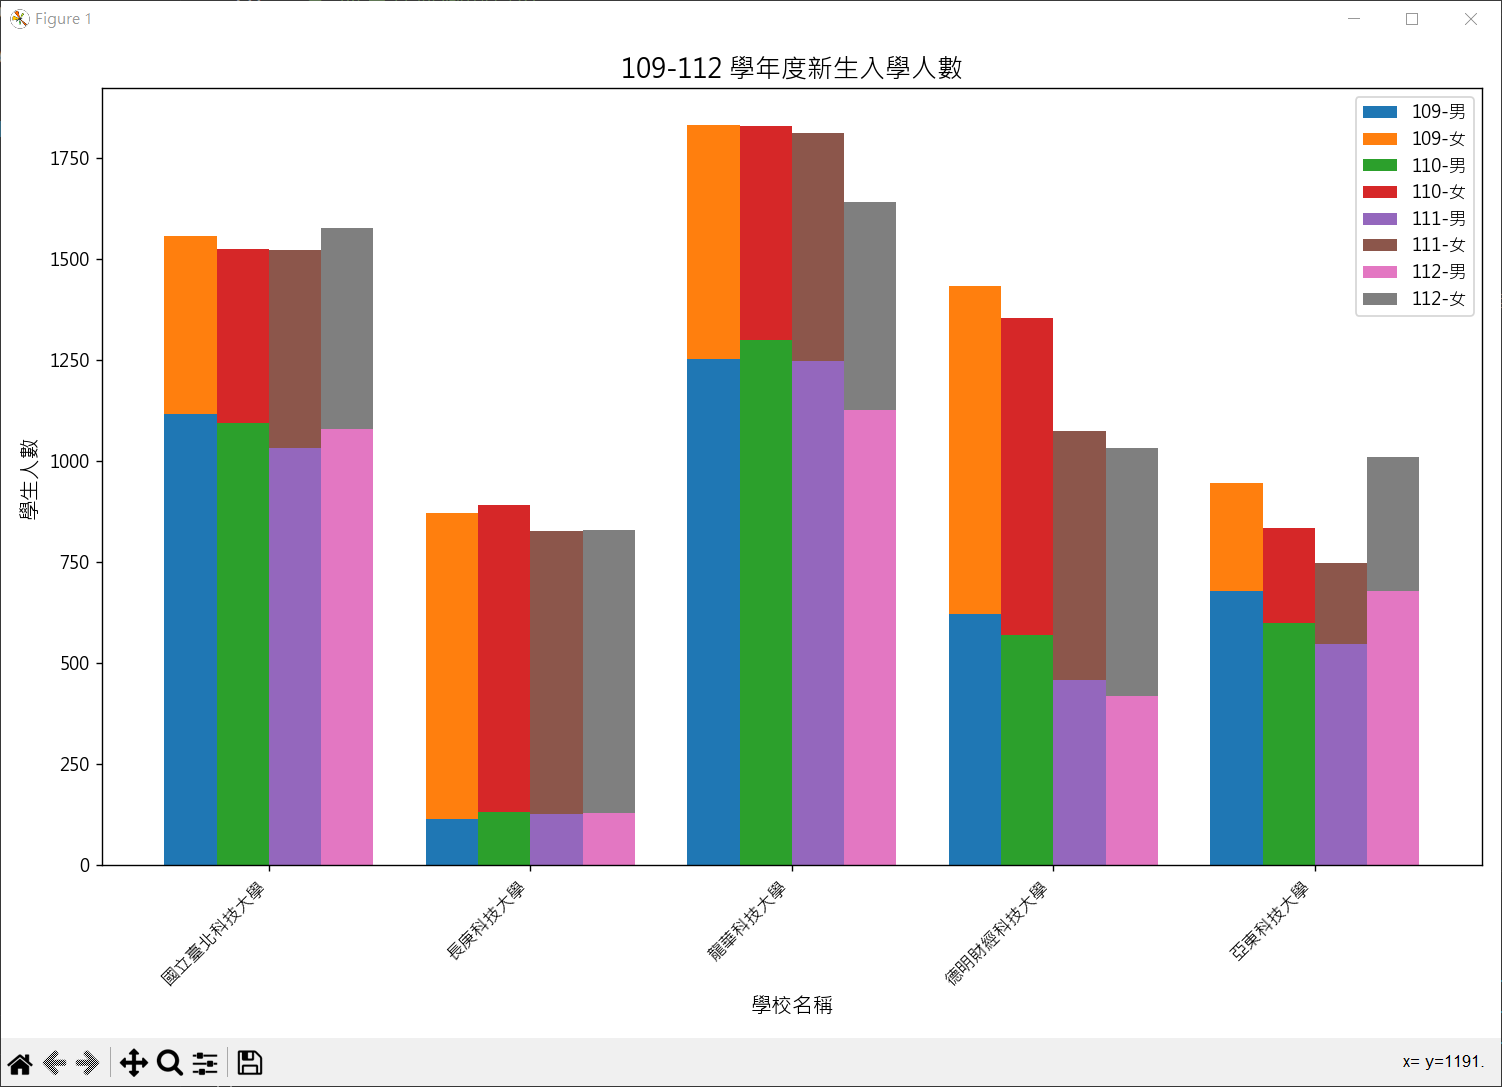 Figure 1
109-112 學年度新生入學人數
109-男
109-女
110-男
110-女
111-男
111-女
112-男
112-女
1750
1500
1250
1000
750
500
250
0
學生人數
國立臺北科技大學
長庚科技大學
龍華科技大學
德明財經科技大學
亞東科技大學
學校名稱
x= y=1191.